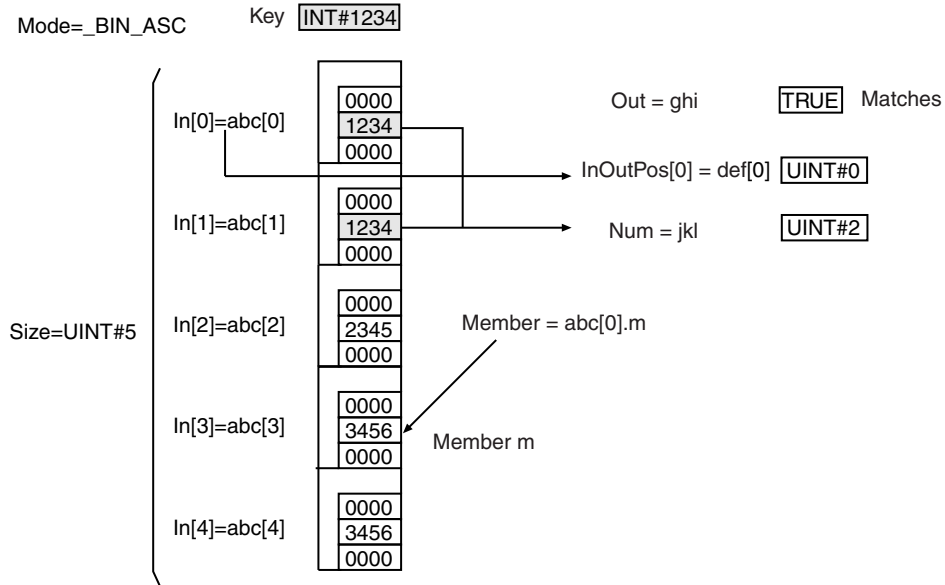 Mode=_BIN_ASC
Key INT#1234
In[0]=abc[0]
0000
1234
0000
Out = ghi TRUE Matches
InOutPos[0] = def[0] UINT#0
In[1]=abc[1]
0000
1234
0000
Num = jkl UINT#2
Size=UINT#5
In[2]=abc[2]
0000
2345
0000
Member = abc[0].m
In[3]=abc[3]
0000
3456
0000
Member m
In[4]=abc[4]
0000
3456
0000